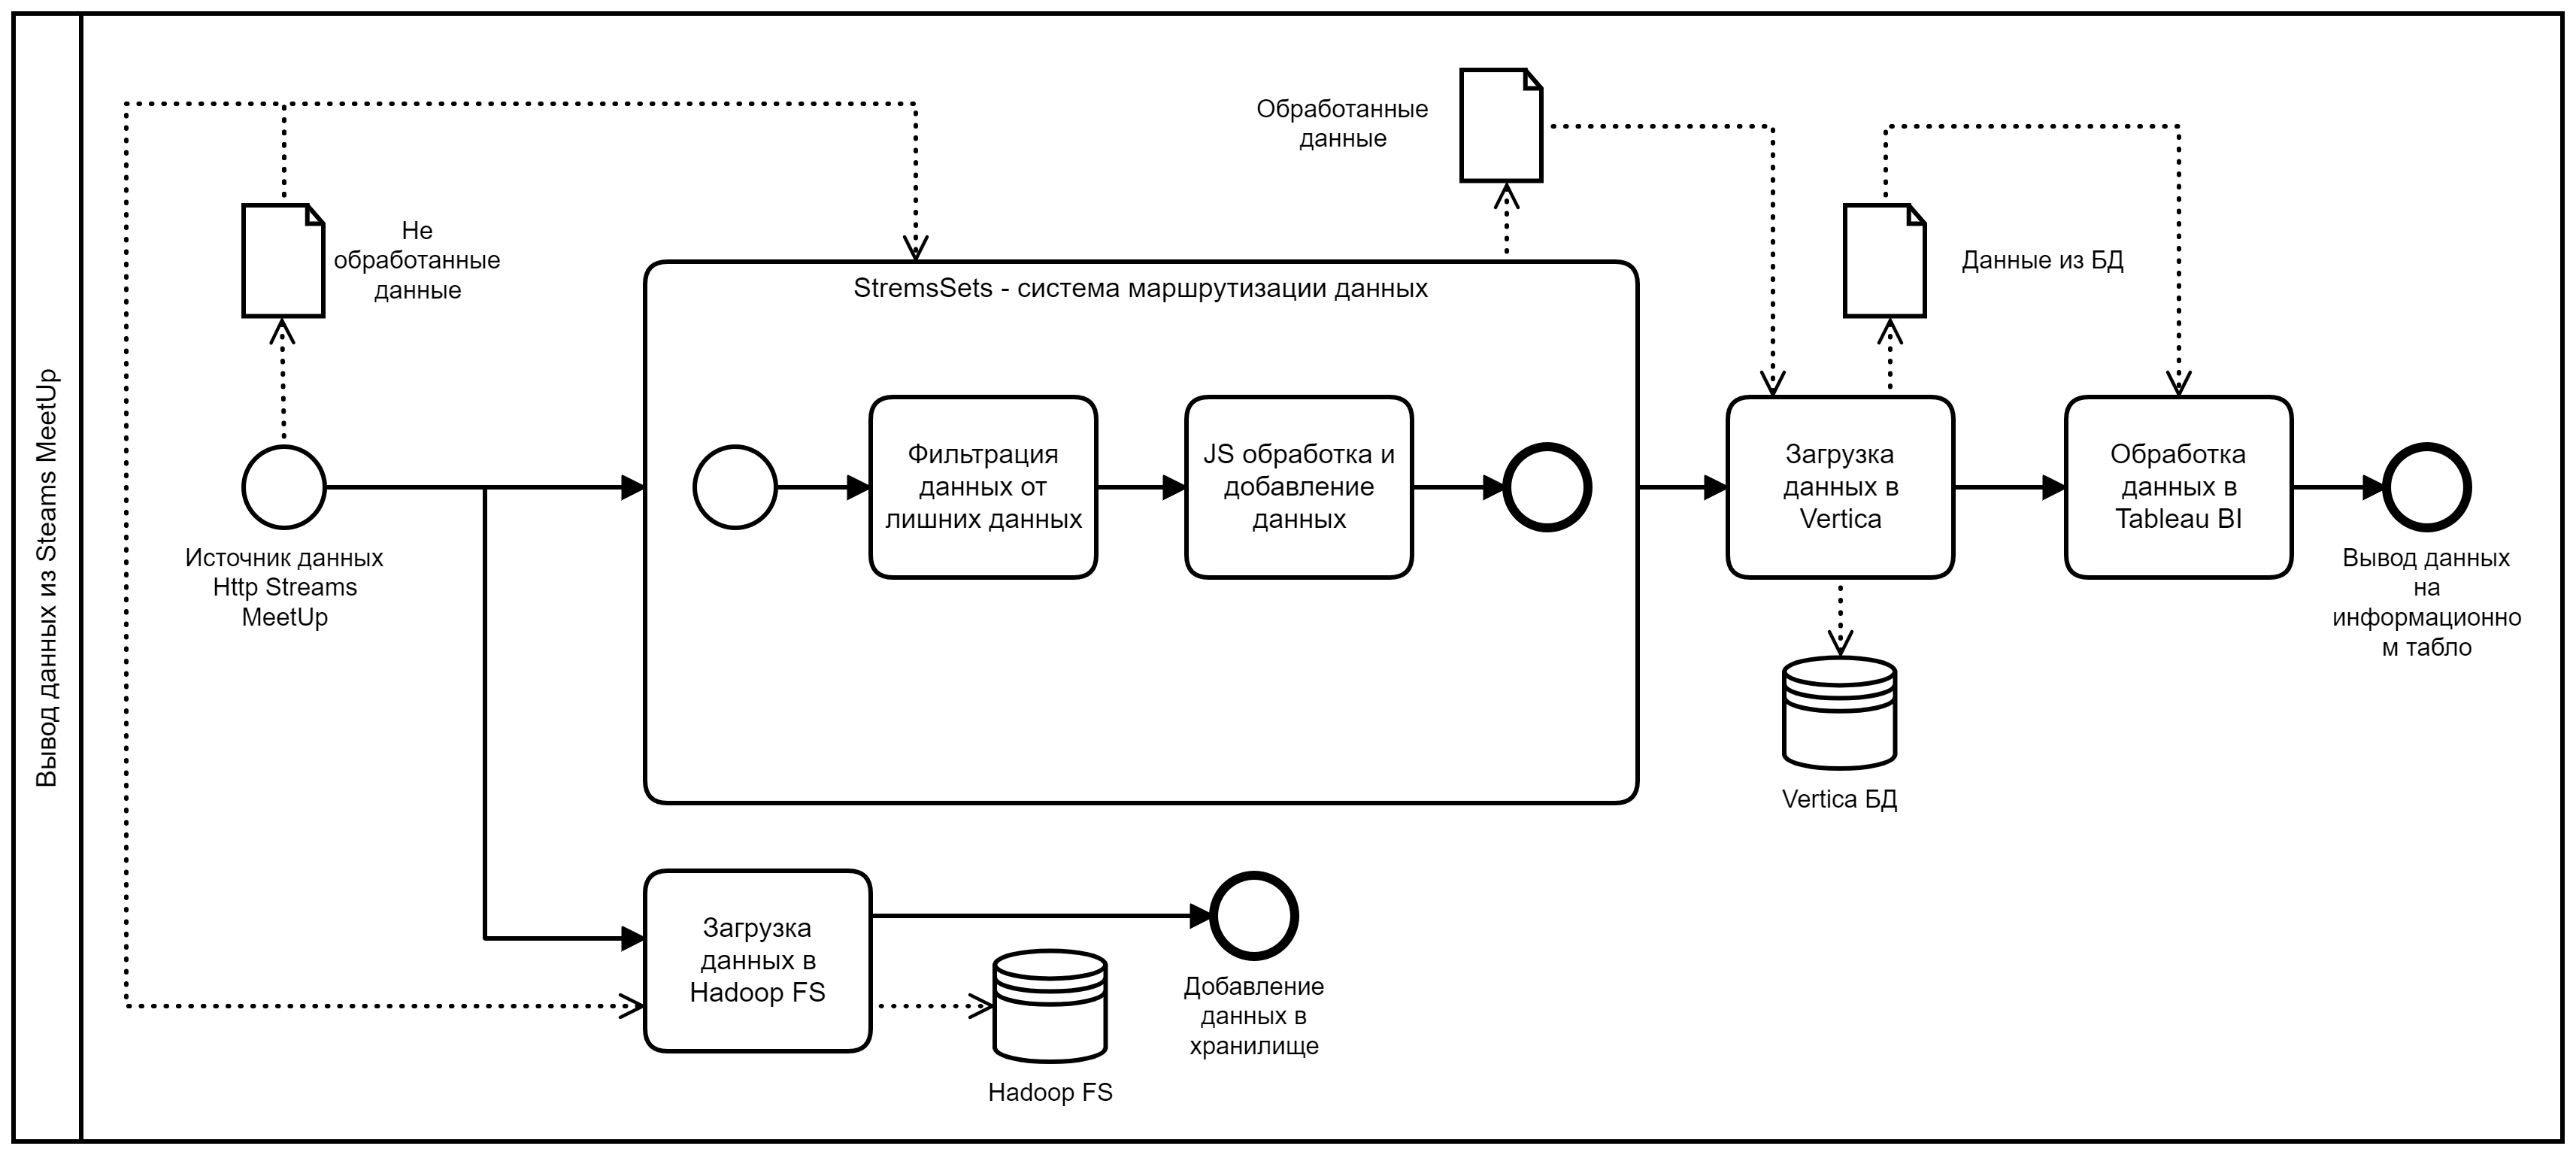 Вывод данных из Steams MeetUp
Обработанные
данные
Не
обработанные
данные
Данные из БД
StremsSets - система маршрутизации данных
Источник данных
Http Streams
MeetUp
Фильтрация
данных от
лишних данных
JS обработка и
добавление
данных
Загрузка
данных в
Vertica
Обработка
данных в
Tableau BI
Вывод данных
на
информационно
м табло
Vertica БД
Загрузка
данных в
Hadoop FS
Hadoop FS
Добавление
данных в
хранилище